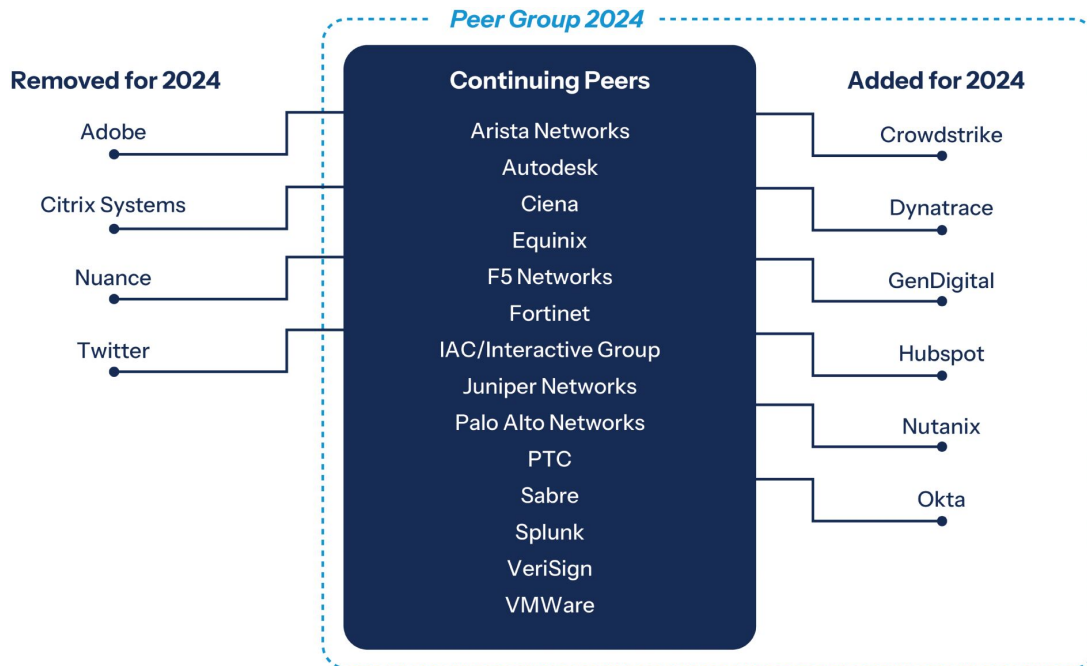 Peer Group 2024
Removed for 2024
Adobe
Citrix Systems
Nuance
Twitter
Continuing Peers
Arista Networks
Autodesk
Ciena
Equinix
F5 Networks
Fortinet
IAC/Interactive Group
Juniper Networks
Palo Alto Networks
PTC
Sabre
Splunk
VeriSign
VMWare
Added for 2024
Crowdstrike
Dynatrace
GenDigital
Hubspot
Nutanix
Okta